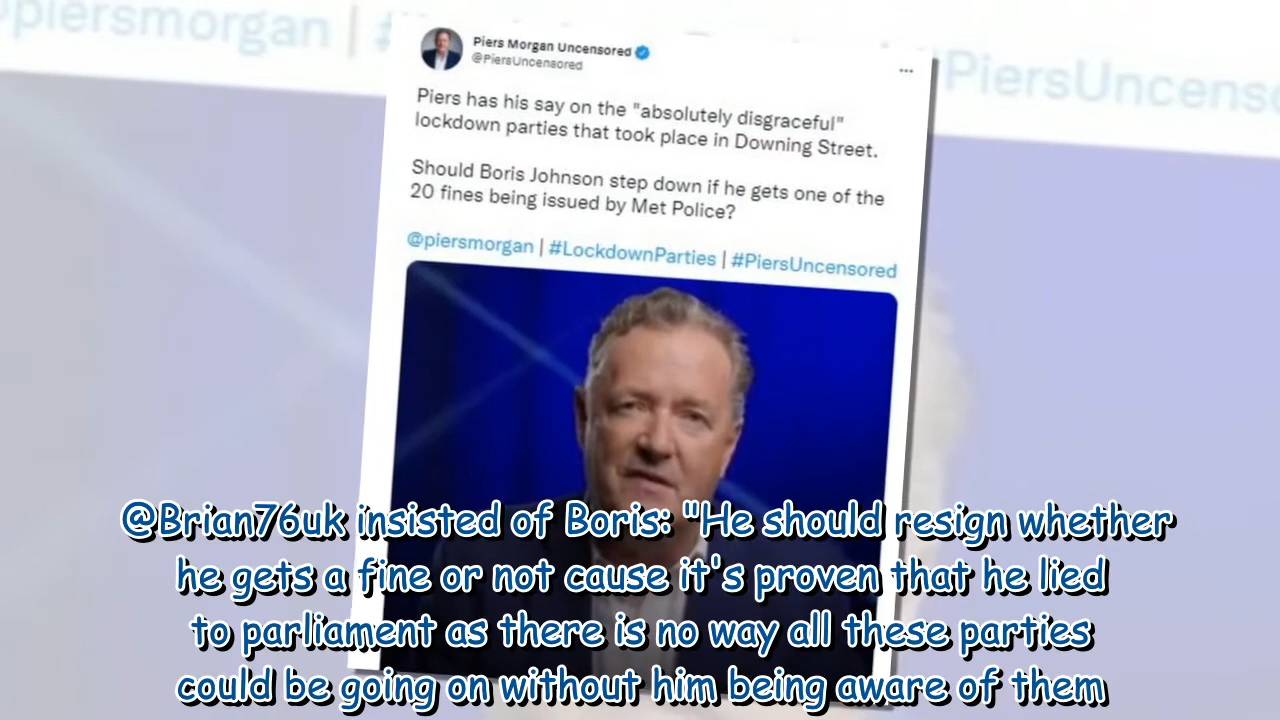 piersmorgan | #
#PiersUncenso
Piers Morgan Uncensored
@PiersUncensored
Piers has his say on the "absolutely disgraceful"
lockdown parties that took place in Downing Street.
Should Boris Johnson step down if he gets one of the
20 fines being issued by Met Police?
@piersmorgan | #LockdownParties | #PiersUncensored
@Brian76uk insisted of Boris: "He should resign whether
he gets a fine or not cause it's proven that he lied
to parliament as there is no way all these parties
could be going on without him being aware of them